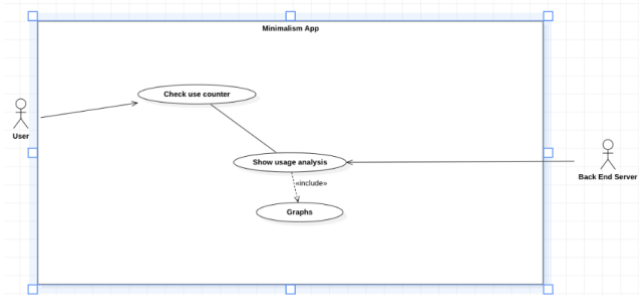 Minimalism App
Check use counter
User
Show usage analysis
Back End Server
«include»
Graphs